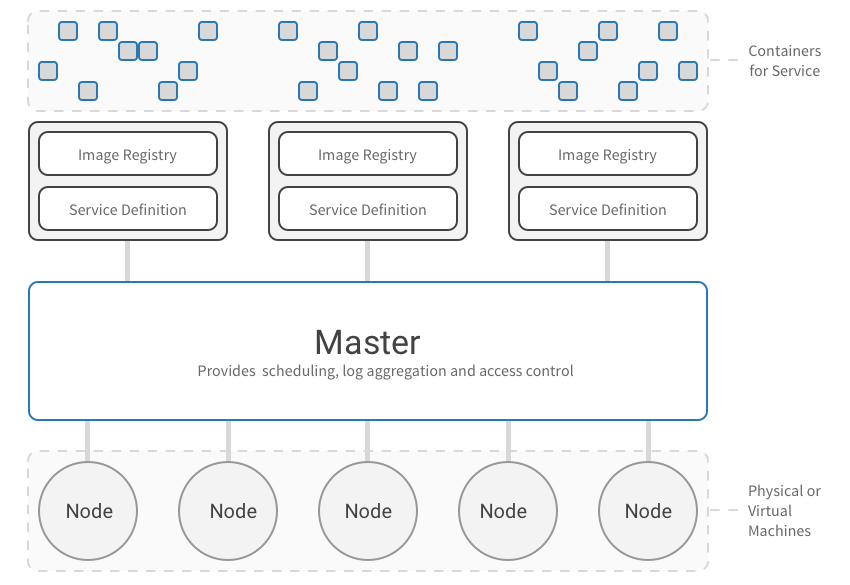 Containers
for Service
Image Registry
Image Registry
Image Registry
Service Definition
Service Definition
Service Definition
Master
Provides scheduling, log aggregation and access control
Node
Node
Node
Node
Node
Physical or
Virtual
Machines